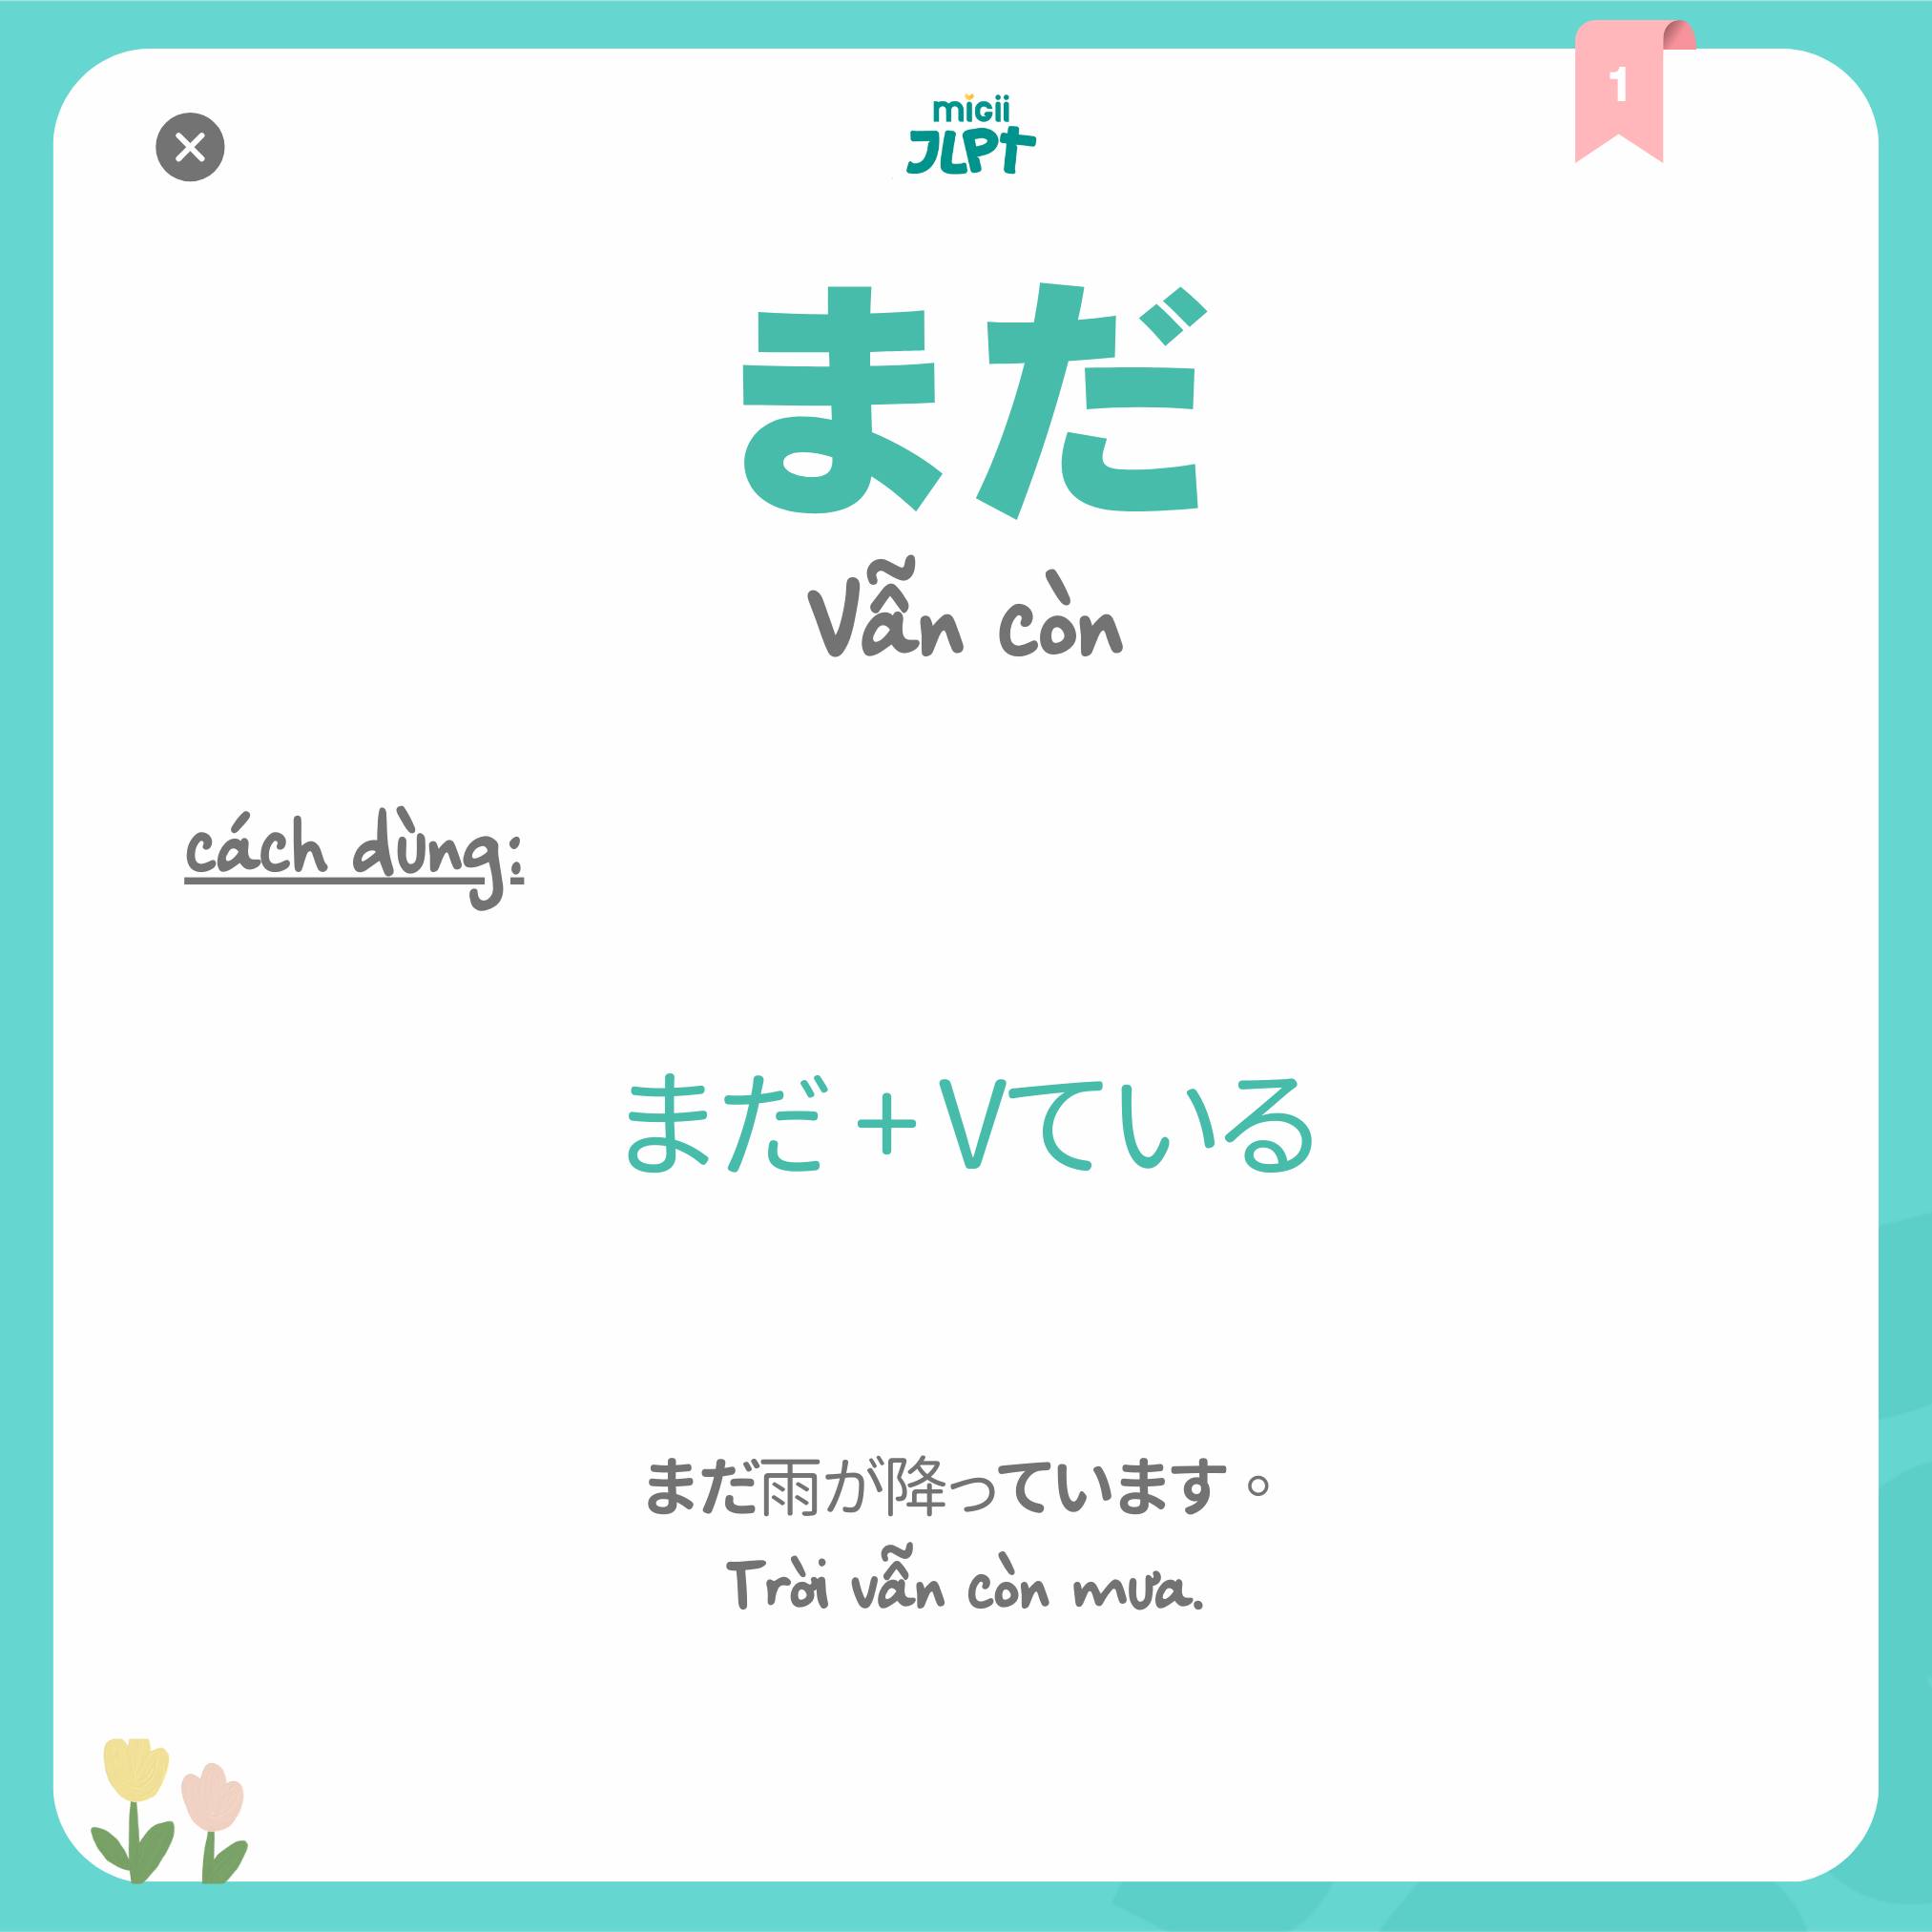 1
micii
JLPT
まだ
Vẫn còn
cách dùng:
まだ + Vている
まだ雨が降っています。
Trời vẫn còn mưa.